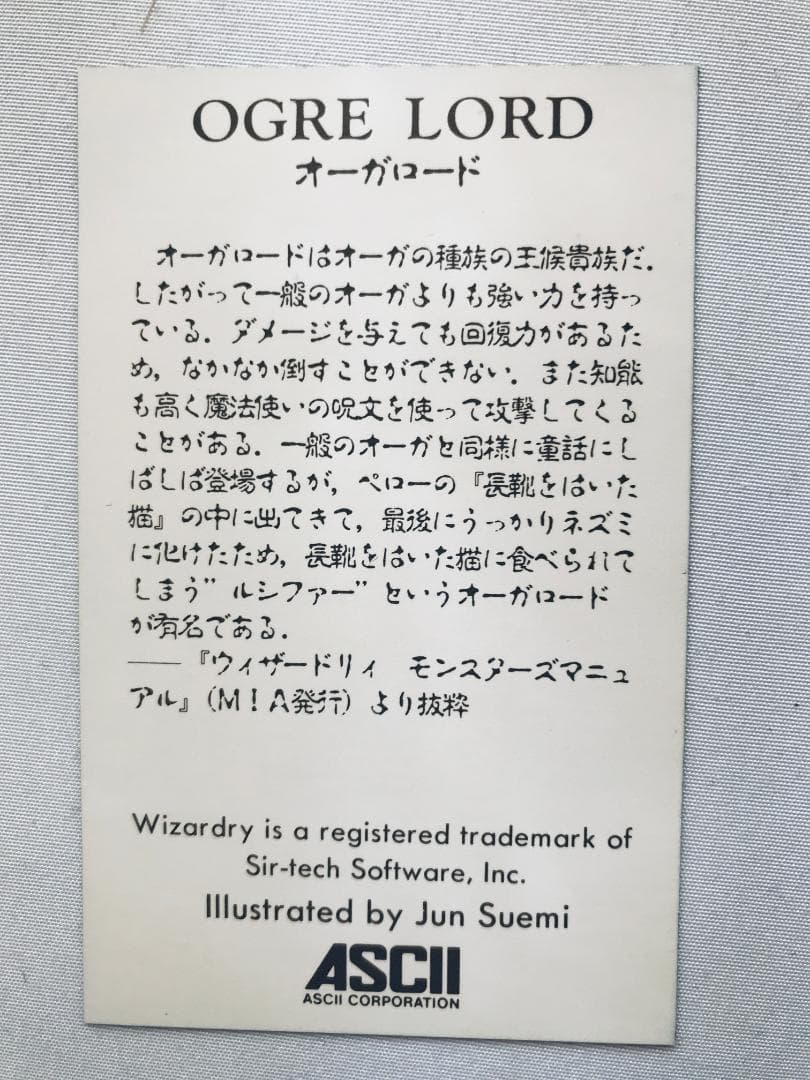 OGRE LORD
オーガロード
オーガロードはオーガの種族の王候貴族だ.
したがって一般のオーガよりも強い力を持っ
ている. ダメージを与えても回復力があるた
め, なかなか倒すことができない. また知能
も高く魔法使いの呪文を使って攻撃してくる
ことがある. 一般のオーガと同様に童話にし
ばしば登場するが, ペローの『長靴をはいた
猫』の中に出てきて, 最後にうっかりネズミ
に化けたため, 長靴をはいた猫に食べられて
しまう”ルシファー”というオーガロード
が有名である.
――『ウィザードリィ モンスターズマニュ
アル』(M!A発行) より抜粋
Wizardry is a registered trademark of
Sir-tech Software, Inc.
Illustrated by Jun Suemi
ASCII
ASCII CORPORATION